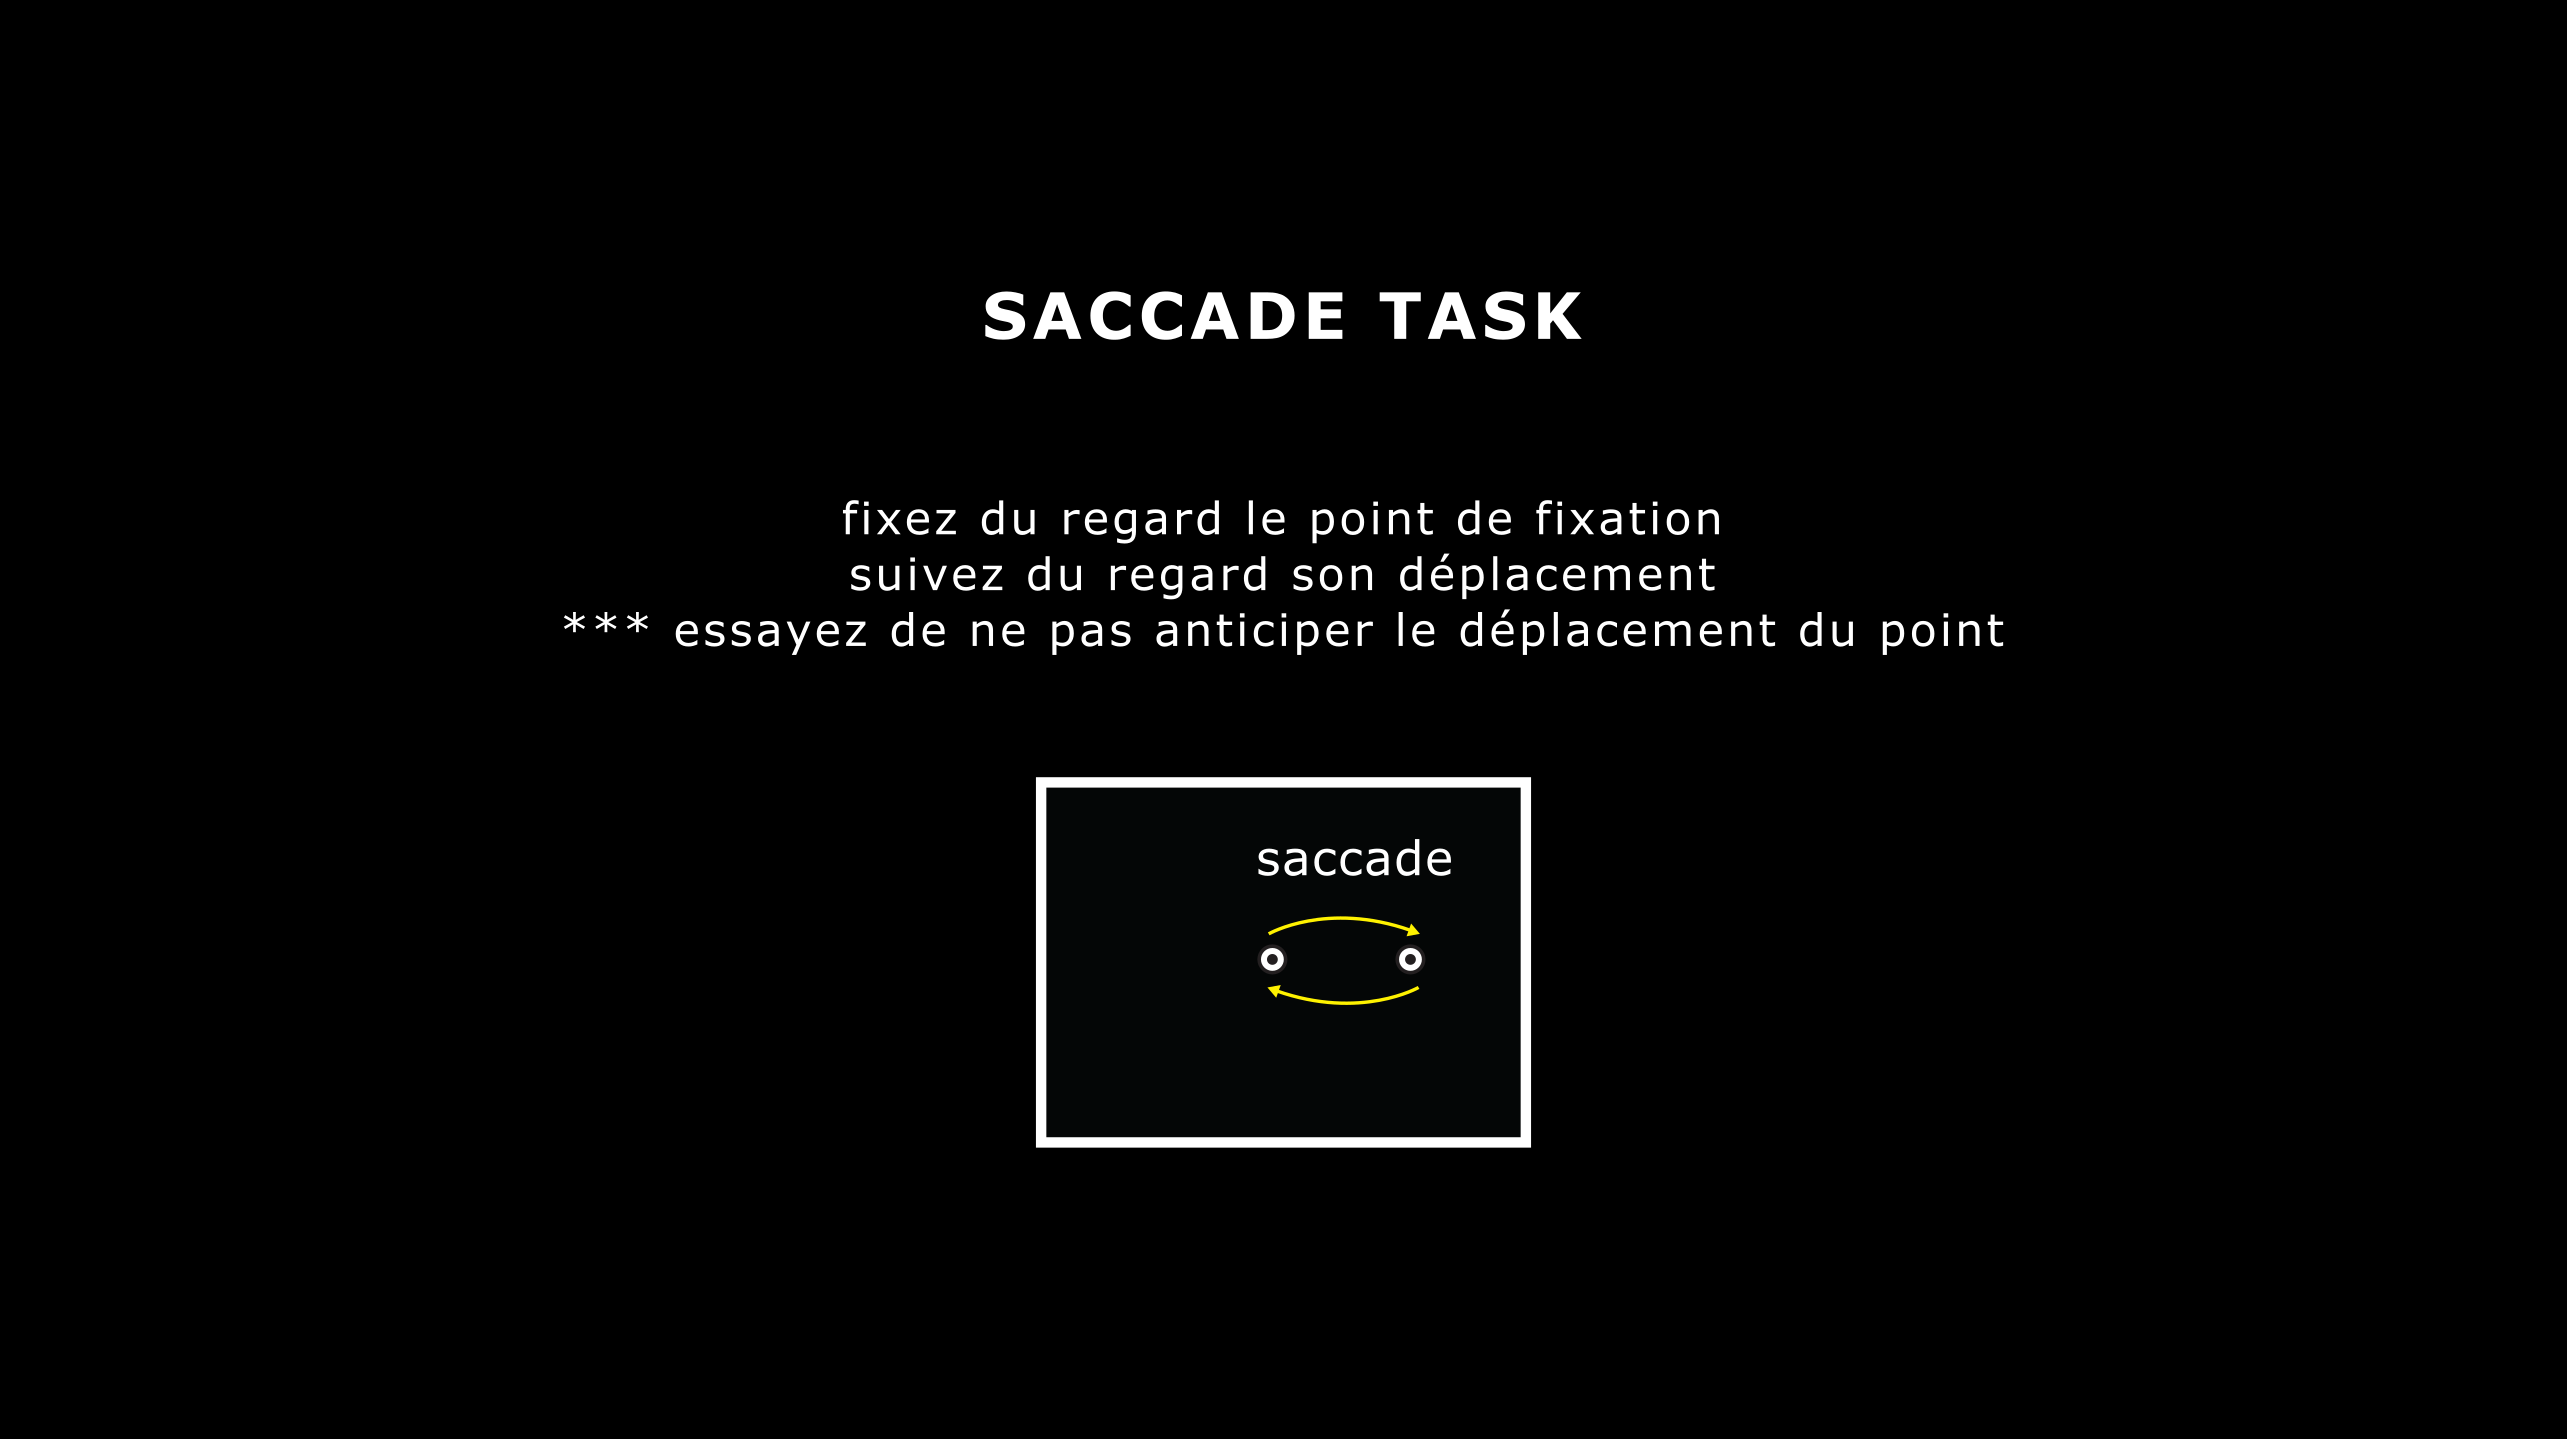 SACCADE TASK
fixez du regard le point de fixation
suivez du regard son déplacement
*** essayez de ne pas anticiper le déplacement du point
saccade